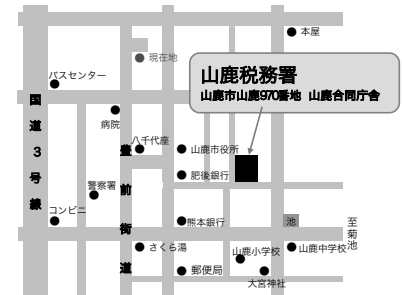 本屋
現在地
バスセンター
山鹿税務署
山鹿市山鹿970番地　山鹿合同庁舎
国道３号線
病院
八千代座
豊前街道
山鹿市役所
肥後銀行
警察署
コンビニ
熊本銀行
池
至菊池
さくら湯
山鹿小学校
山鹿中学校
郵便局
大宮神社